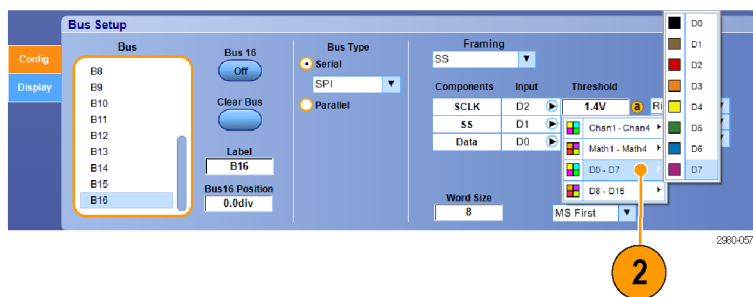 Bus Setup
Config
Display
Bus
B8
B9
B10
B11
B12
B13
B14
B15
B16
Bus 16
Off
Clear Bus
Label
B16
Bus16 Position
0.0div
Bus Type
Serial
SPI
Parallel
Framing
SS
Components Input Threshold
SCLK D2 1.4V a Ri
SS D1
Data D0
Chan1 - Chan4
Math1 - Math4
D0 - D7
D8 - D15
D0
D1
D2
D3
D4
D5
D6
D7
Word Size
8
MS First
2
2980-057